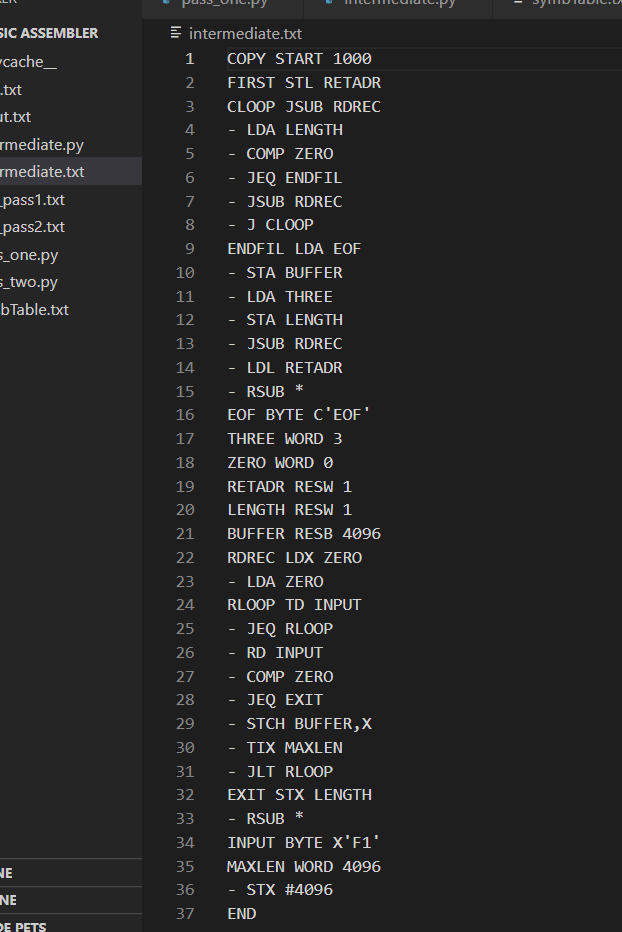 pass_one.py intermediate.py
SIC ASSEMBLER
intermediate.txt
1 COPY START 1000
2 FIRST STL RETADR
3 CLOOP JSUB RDREC
4 - LDA LENGTH
5 - COMP ZERO
6 - JEQ ENDFIL
7 - JSUB RDREC
8 - J CLOOP
9 ENDFIL LDA EOF
10 - STA BUFFER
11 - LDA THREE
12 - STA LENGTH
13 - JSUB RDREC
14 - LDL RETADR
15 - RSUB *
16 EOF BYTE C'EOF'
17 THREE WORD 3
18 ZERO WORD 0
19 RETADR RESW 1
20 LENGTH RESW 1
21 BUFFER RESB 4096
22 RDREC LDX ZERO
23 - LDA ZERO
24 RLOOP TD INPUT
25 - JEQ RLOOP
26 - RD INPUT
27 - COMP ZERO
28 - JEQ EXIT
29 - STCH BUFFER,X
30 - TIX MAXLEN
31 - JLT RLOOP
32 EXIT STX LENGTH
33 - RSUB *
34 INPUT BYTE X'F1'
35 MAXLEN WORD 4096
36 - STX #4096
37 END
ycache__
.txt
ut.txt
rmediate.py
rmediate.txt
_pass1.txt
_pass2.txt
s_one.py
s_two.py
bTable.txt
NE
NE
DE PETS